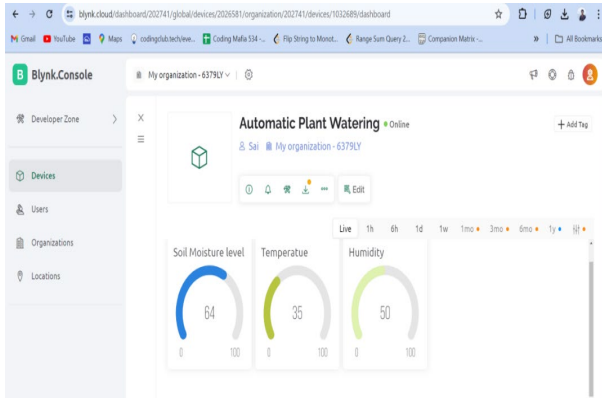 blynk.cloud/dashboard/202741/global/devices/2026581/organization/202741/devices/1032689/dashboard
Gmail YouTube Maps codingclub.tech/eve... Coding Mafia 534 -... Flip String to Monot... Range Sum Query 2... Companion Matrix -... » All Bookmarks
B Blynk.Console My organization - 6379LY
Developer Zone
Devices
Users
Organizations
Locations
Automatic Plant Watering Online
+ Add Tag
Sai My organization - 6379LY
Edit
Live 1h 6h 1d 1w 1mo 3mo 6mo 1y
Soil Moisture level Temperatue Humidity
64 35 50
0 100 0 100 0 100